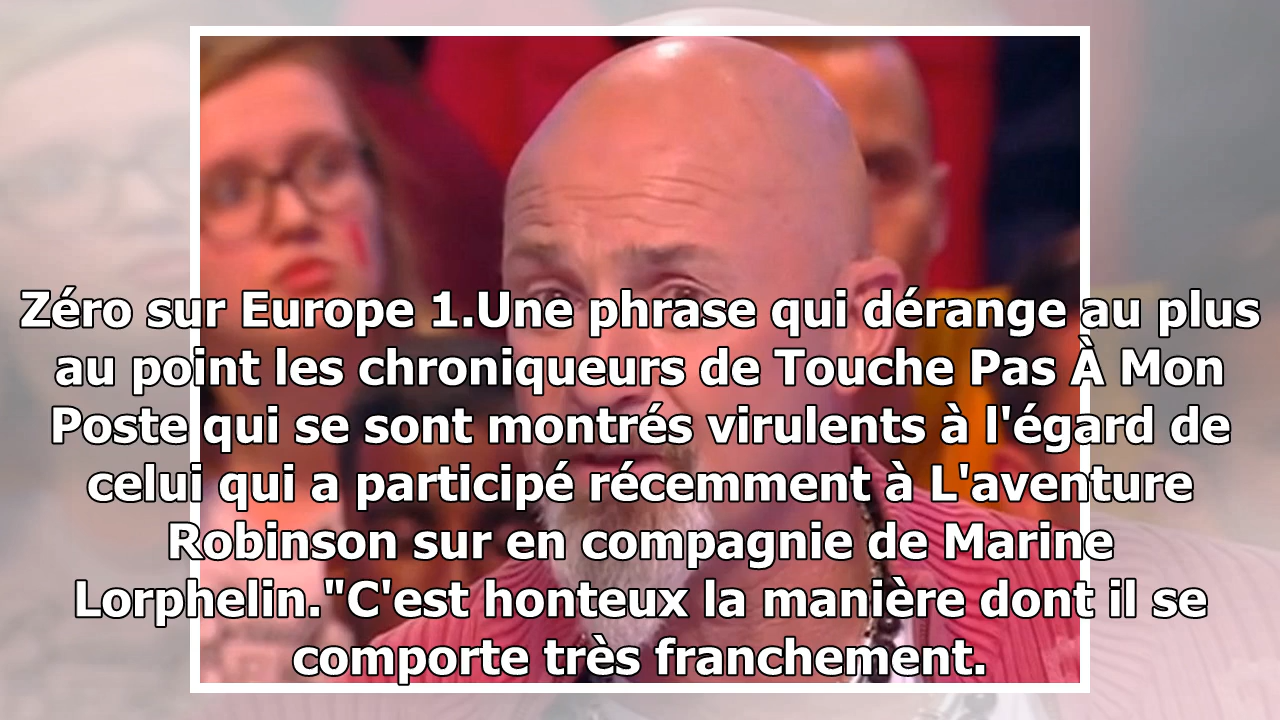 Zéro sur Europe 1.Une phrase qui dérange au plus
au point les chroniqueurs de Touche Pas À Mon
Poste qui se sont montrés virulents à l'égard de
celui qui a participé récemment à L'aventure
Robinson sur en compagnie de Marine
Lorphelin."C'est honteux la manière dont il se
comporte très franchement.